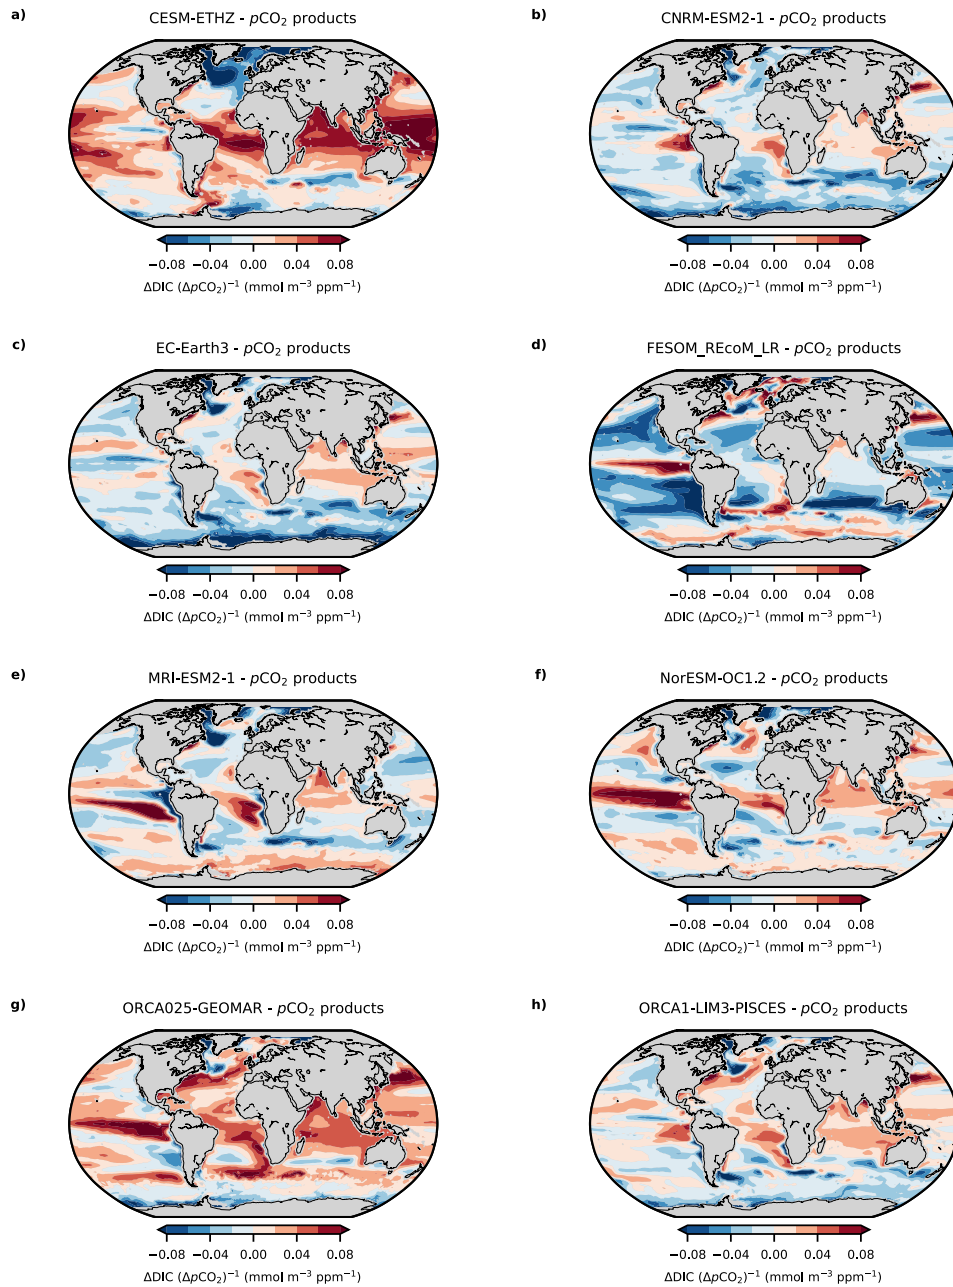 a) CESM-ETHZ - pCO₂ products
b) CNRM-ESM2-1 - pCO₂ products
−0.08 −0.04 0.00 0.04 0.08
ΔDIC (ΔpCO₂)⁻¹ (mmol m⁻³ ppm⁻¹)
−0.08 −0.04 0.00 0.04 0.08
ΔDIC (ΔpCO₂)⁻¹ (mmol m⁻³ ppm⁻¹)
c) EC-Earth3 - pCO₂ products
d) FESOM_REcoM_LR - pCO₂ products
−0.08 −0.04 0.00 0.04 0.08
ΔDIC (ΔpCO₂)⁻¹ (mmol m⁻³ ppm⁻¹)
−0.08 −0.04 0.00 0.04 0.08
ΔDIC (ΔpCO₂)⁻¹ (mmol m⁻³ ppm⁻¹)
e) MRI-ESM2-1 - pCO₂ products
f) NorESM-OC1.2 - pCO₂ products
−0.08 −0.04 0.00 0.04 0.08
ΔDIC (ΔpCO₂)⁻¹ (mmol m⁻³ ppm⁻¹)
−0.08 −0.04 0.00 0.04 0.08
ΔDIC (ΔpCO₂)⁻¹ (mmol m⁻³ ppm⁻¹)
g) ORCA025-GEOMAR - pCO₂ products
h) ORCA1-LIM3-PISCES - pCO₂ products
−0.08 −0.04 0.00 0.04 0.08
ΔDIC (ΔpCO₂)⁻¹ (mmol m⁻³ ppm⁻¹)
−0.08 −0.04 0.00 0.04 0.08
ΔDIC (ΔpCO₂)⁻¹ (mmol m⁻³ ppm⁻¹)